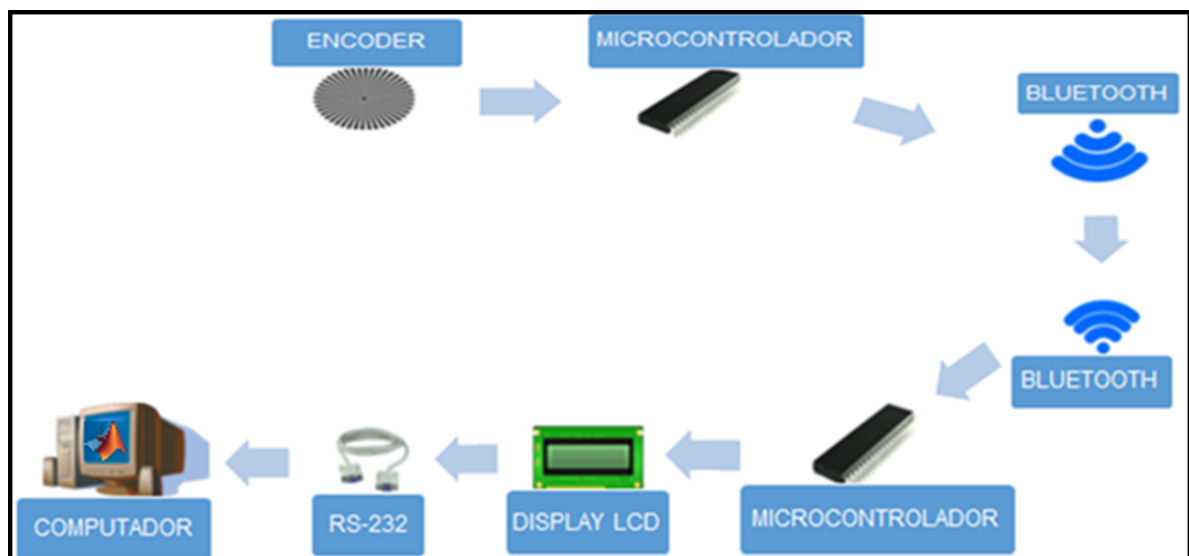 ENCODER
MICROCONTROLADOR
BLUETOOTH
BLUETOOTH
MICROCONTROLADOR
DISPLAY LCD
RS-232
COMPUTADOR